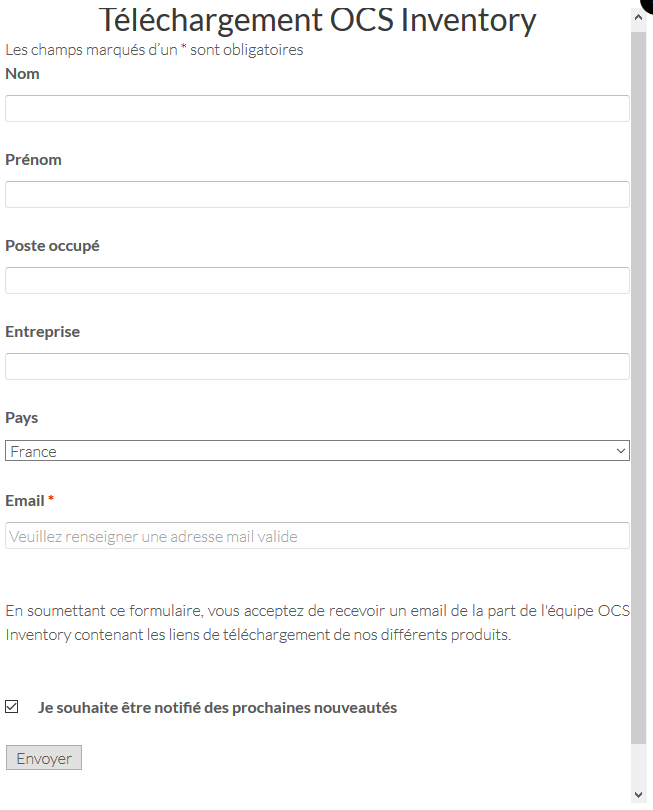 Téléchargement OCS Inventory
Les champs marqués d’un * sont obligatoires
Nom
Prénom
Poste occupé
Entreprise
Pays
France
Email *
Veuillez renseigner une adresse mail valide
En soumettant ce formulaire, vous acceptez de recevoir un email de la part de l'équipe OCS
Inventory contenant les liens de téléchargement de nos différents produits.
Je souhaite être notifié des prochaines nouveautés
Envoyer